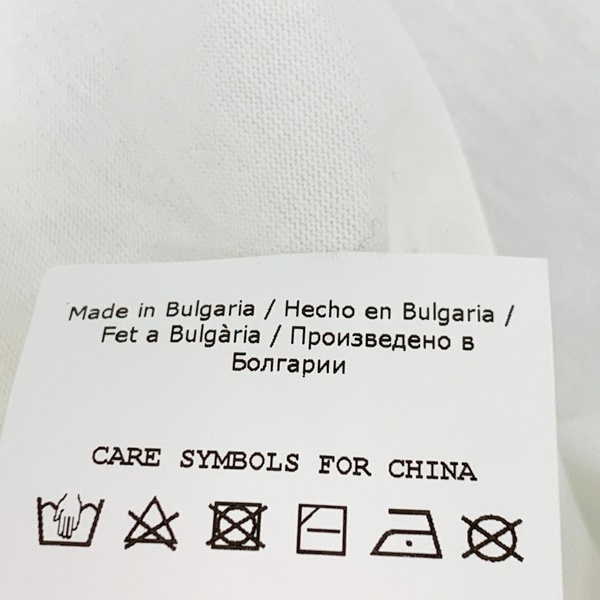 Made in Bulgaria / Hecho en Bulgaria /
Fet a Bulgària / Произведено в
Болгарии
CARE SYMBOLS FOR CHINA